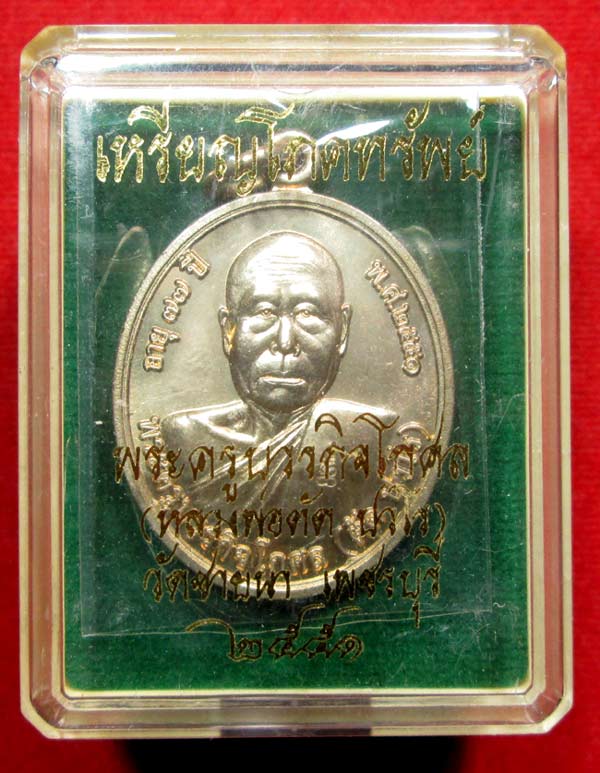 เหรียญโภคทรัพย์
อายุ ๗๗ ปี
พ.ศ.๒๕๕๑
พระครูบวรกิจโกศล
(หลวงพ่อตัด ปวโร)
วัดชายนา เพชรบุรี
๒๕๕๑